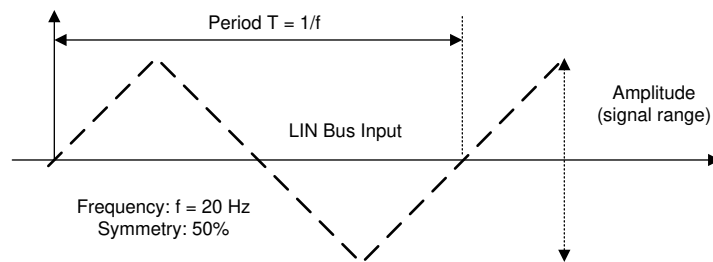 Period T = 1/f
Amplitude
(signal range)
LIN Bus Input
Frequency: f = 20 Hz
Symmetry: 50%